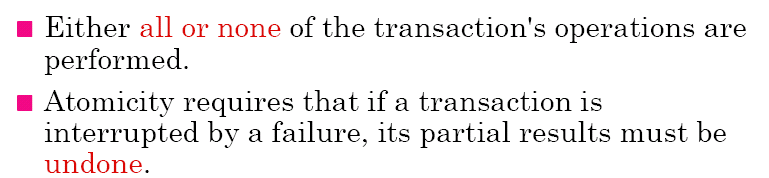 Either all or none of the transaction's operations are
performed.
Atomicity requires that if a transaction is
interrupted by a failure, its partial results must be
undone.